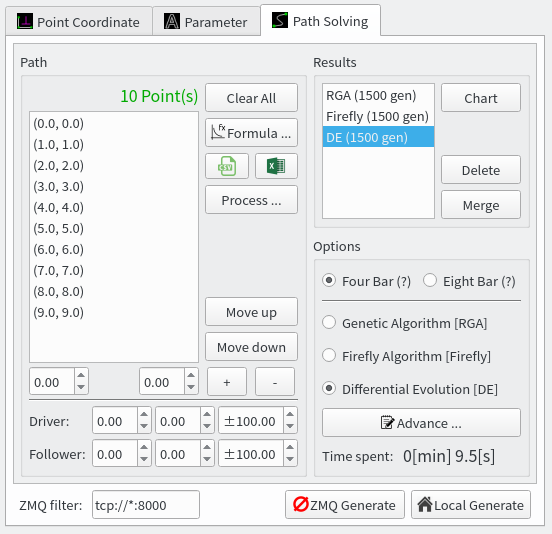 Point Coordinate
Parameter
Path Solving
Path
10 Point(s)
Clear All
(0.0, 0.0)
(1.0, 1.0)
(2.0, 2.0)
(3.0, 3.0)
(4.0, 4.0)
(5.0, 5.0)
(6.0, 6.0)
(7.0, 7.0)
(8.0, 8.0)
(9.0, 9.0)
fx Formula ...
CSV
X
Process ...
Move up
Move down
0.00 0.00 + -
Driver: 0.00 0.00 ±100.00
Follower: 0.00 0.00 ±100.00
Results
RGA (1500 gen)
Firefly (1500 gen)
DE (1500 gen)
Chart
Delete
Merge
Options
Four Bar (?) Eight Bar (?)
Genetic Algorithm [RGA]
Firefly Algorithm [Firefly]
Differential Evolution [DE]
Advance ...
Time spent: 0[min] 9.5[s]
ZMQ filter: tcp://*:8000
ZMQ Generate
Local Generate